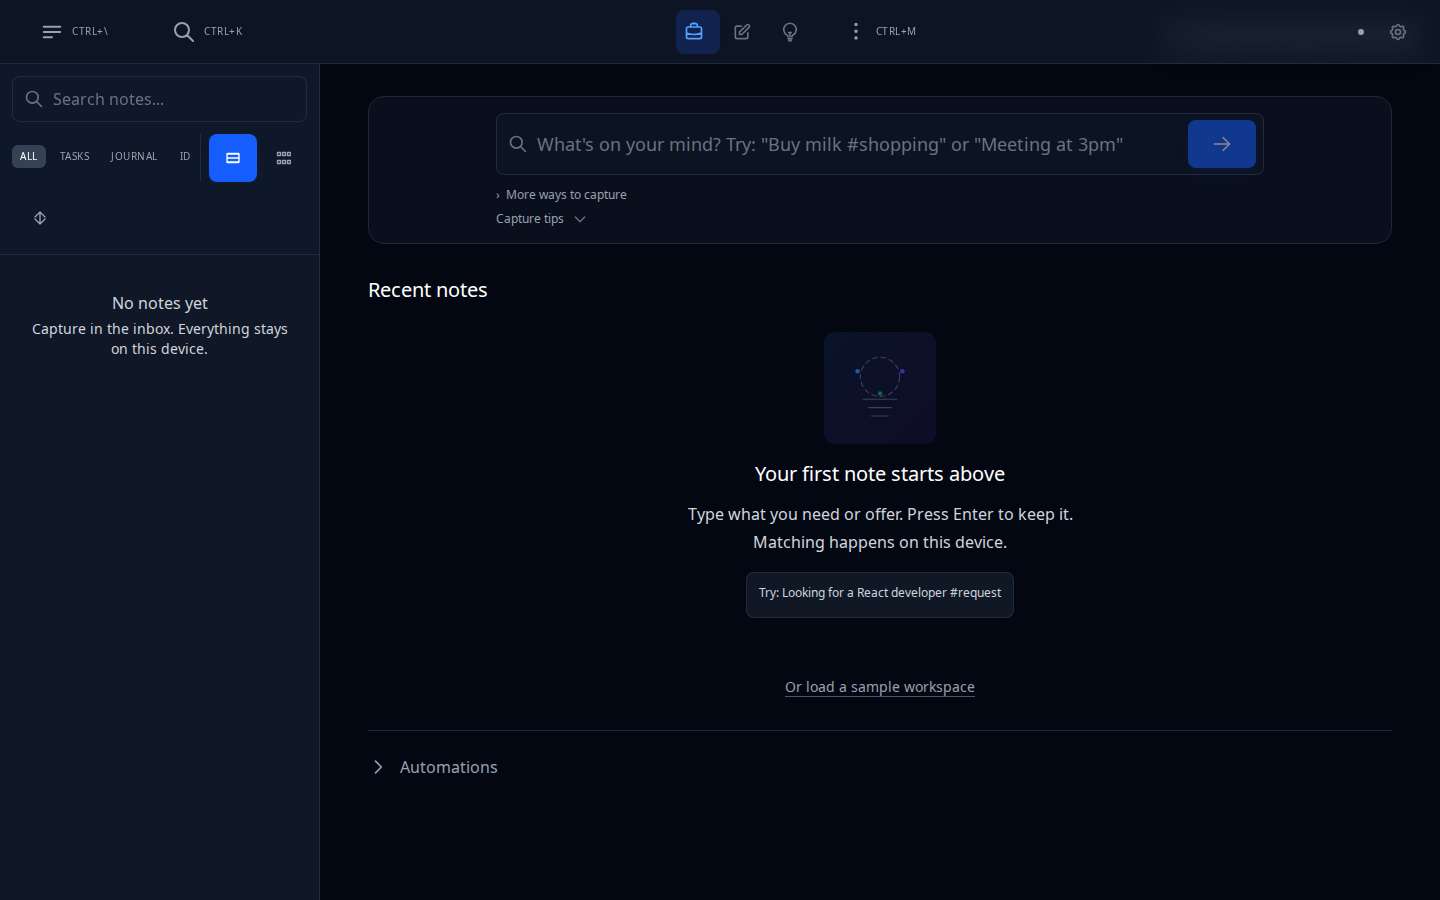 CTRL+\
CTRL+K
CTRL+M
Search notes...
ALL TASKS JOURNAL ID
No notes yet
Capture in the inbox. Everything stays
on this device.
What's on your mind? Try: "Buy milk #shopping" or "Meeting at 3pm"
› More ways to capture
Capture tips
Recent notes
Your first note starts above
Type what you need or offer. Press Enter to keep it.
Matching happens on this device.
Try: Looking for a React developer #request
Or load a sample workspace
Automations